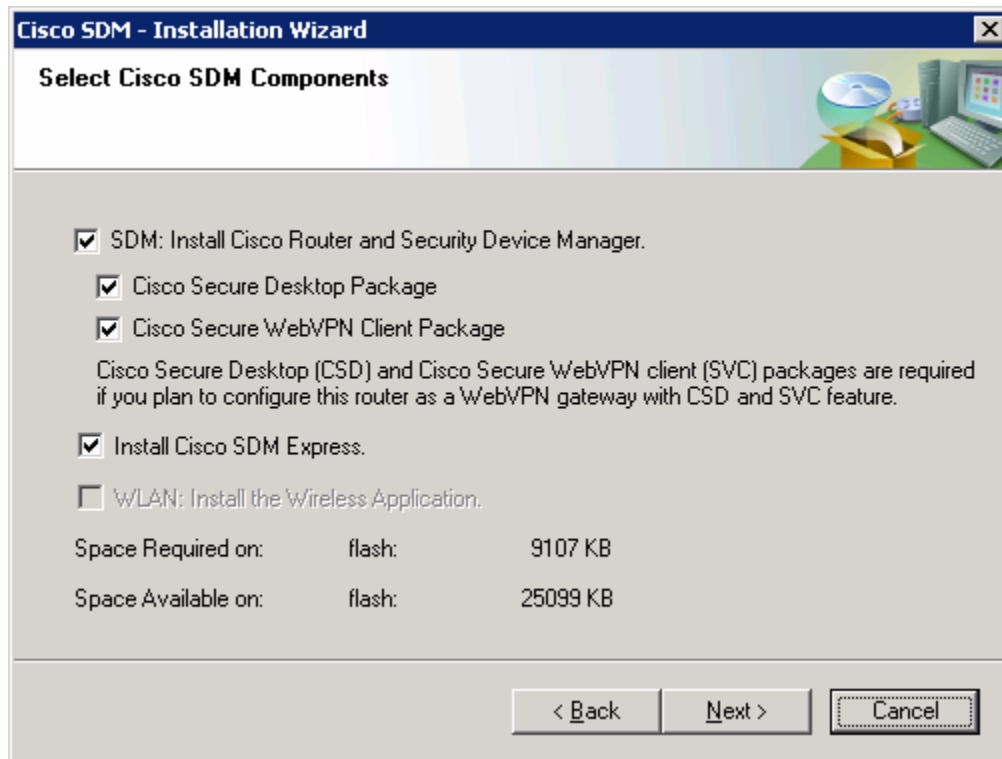 Cisco SDM - Installation Wizard
Select Cisco SDM Components
SDM: Install Cisco Router and Security Device Manager.
Cisco Secure Desktop Package
Cisco Secure WebVPN Client Package
Cisco Secure Desktop (CSD) and Cisco Secure WebVPN client (SVC) packages are required
if you plan to configure this router as a WebVPN gateway with CSD and SVC feature.
Install Cisco SDM Express.
WLAN: Install the Wireless Application.
Space Required on: flash: 9107 KB
Space Available on: flash: 25099 KB
< Back Next > Cancel